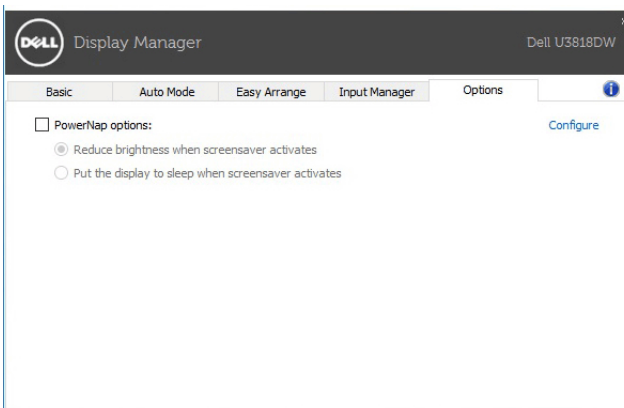 DELL Display Manager Dell U3818DW
Basic Auto Mode Easy Arrange Input Manager Options
PowerNap options: Configure
Reduce brightness when screensaver activates
Put the display to sleep when screensaver activates